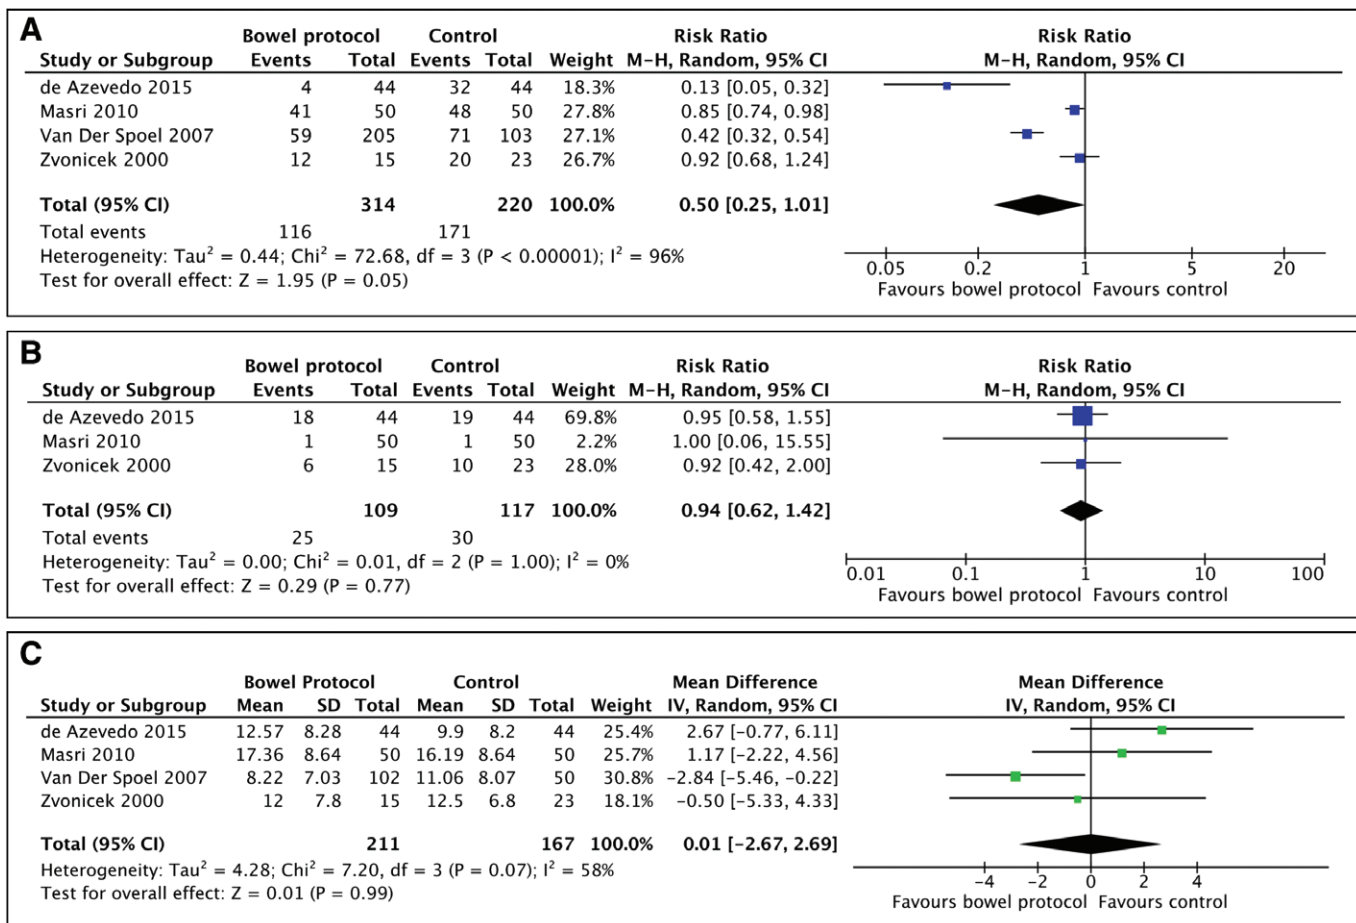 A
Bowel protocol Control Risk Ratio Risk Ratio
Study or Subgroup Events Total Events Total Weight M-H, Random, 95% CI M-H, Random, 95% CI
de Azevedo 2015 4 44 32 44 18.3% 0.13 [0.05, 0.32]
Masri 2010 41 50 48 50 27.8% 0.85 [0.74, 0.98]
Van Der Spoel 2007 59 205 71 103 27.1% 0.42 [0.32, 0.54]
Zvonicek 2000 12 15 20 23 26.7% 0.92 [0.68, 1.24]
Total (95% CI) 314 220 100.0% 0.50 [0.25, 1.01]
Total events 116 171
Heterogeneity: Tau² = 0.44; Chi² = 72.68, df = 3 (P < 0.00001); I² = 96%
Test for overall effect: Z = 1.95 (P = 0.05)
0.05 0.2 1 5 20
Favours bowel protocol Favours control
B
Bowel protocol Control Risk Ratio Risk Ratio
Study or Subgroup Events Total Events Total Weight M-H, Random, 95% CI M-H, Random, 95% CI
de Azevedo 2015 18 44 19 44 69.8% 0.95 [0.58, 1.55]
Masri 2010 1 50 1 50 2.2% 1.00 [0.06, 15.55]
Zvonicek 2000 6 15 10 23 28.0% 0.92 [0.42, 2.00]
Total (95% CI) 109 117 100.0% 0.94 [0.62, 1.42]
Total events 25 30
Heterogeneity: Tau² = 0.00; Chi² = 0.01, df = 2 (P = 1.00); I² = 0%
Test for overall effect: Z = 0.29 (P = 0.77)
0.01 0.1 1 10 100
Favours bowel protocol Favours control
C
Bowel Protocol Control Mean Difference Mean Difference
Study or Subgroup Mean SD Total Mean SD Total Weight IV, Random, 95% CI IV, Random, 95% CI
de Azevedo 2015 12.57 8.28 44 9.9 8.2 44 25.4% 2.67 [-0.77, 6.11]
Masri 2010 17.36 8.64 50 16.19 8.64 50 25.7% 1.17 [-2.22, 4.56]
Van Der Spoel 2007 8.22 7.03 102 11.06 8.07 50 30.8% -2.84 [-5.46, -0.22]
Zvonicek 2000 12 7.8 15 12.5 6.8 23 18.1% -0.50 [-5.33, 4.33]
Total (95% CI) 211 167 100.0% 0.01 [-2.67, 2.69]
Heterogeneity: Tau² = 4.28; Chi² = 7.20, df = 3 (P = 0.07); I² = 58%
Test for overall effect: Z = 0.01 (P = 0.99)
-4 -2 0 2 4
Favours bowel protocol Favours control